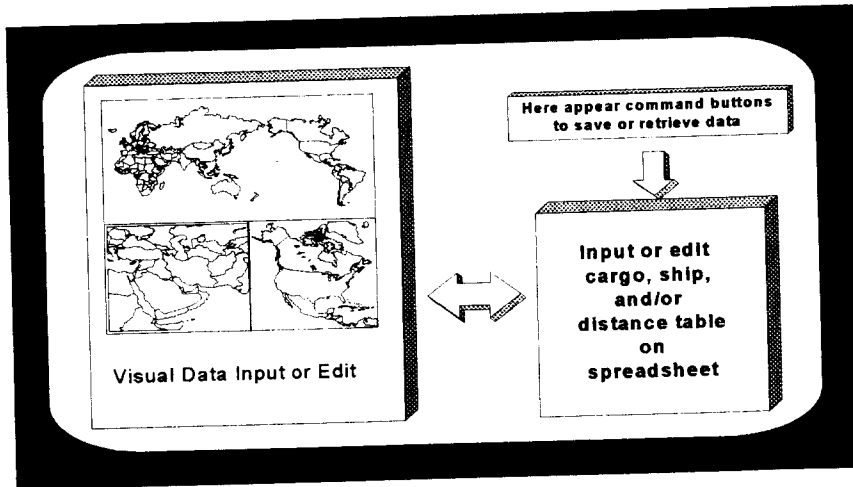 Visual Data Input or Edit
Here appear command buttons
to save or retrieve data
Input or edit
cargo, ship,
and/or
distance table
on
spreadsheet